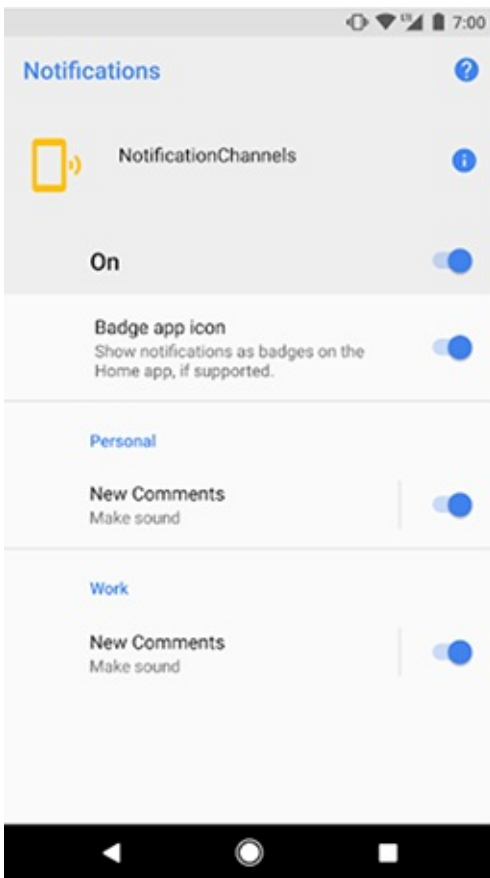 LTE 7:00
Notifications
NotificationChannels
On
Badge app icon
Show notifications as badges on the
Home app, if supported.
Personal
New Comments
Make sound
Work
New Comments
Make sound